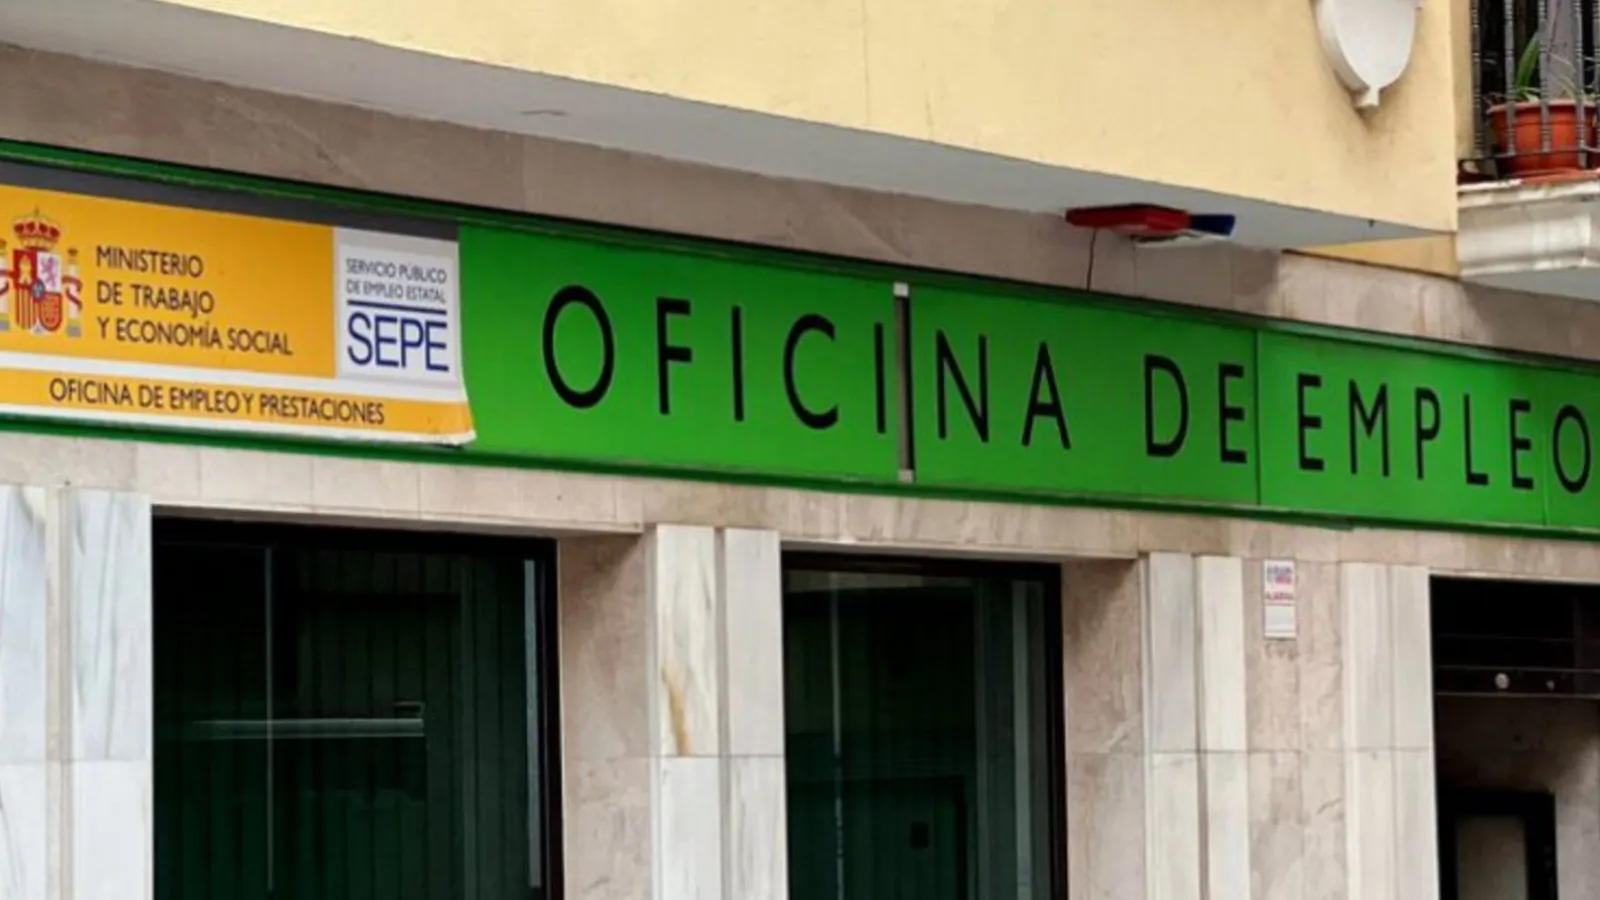 MINISTERIO
DE TRABAJO
Y ECONOMÍA SOCIAL
SERVICIO PÚBLICO
DE EMPLEO ESTATAL
SEPE
OFICINA DE EMPLEO Y PRESTACIONES
OFICINA DE EMPLEO